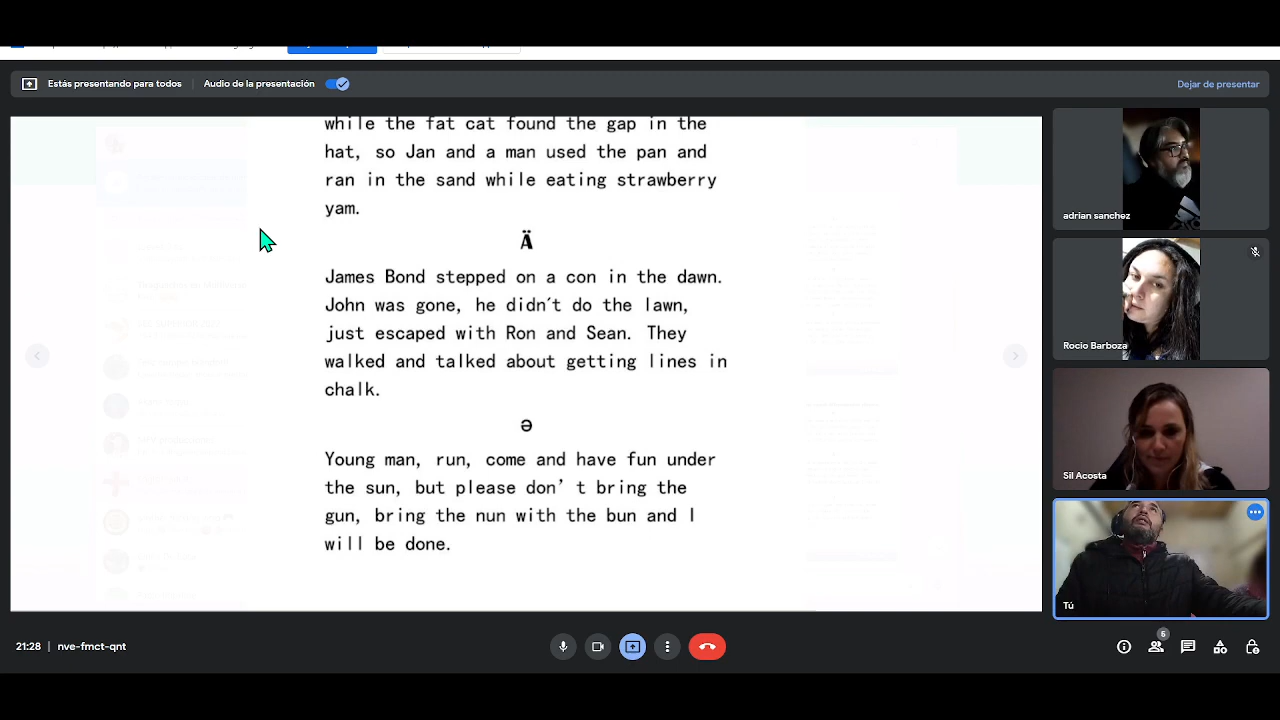 Estás presentando para todos
Audio de la presentación
Dejar de presentar
while the fat cat found the gap in the
hat, so Jan and a man used the pan and
ran in the sand while eating strawberry
yam.
Ä
James Bond stepped on a con in the dawn.
John was gone, he didn´t do the lawn,
just escaped with Ron and Sean. They
walked and talked about getting lines in
chalk.
ə
Young man, run, come and have fun under
the sun, but please don’t bring the
gun, bring the nun with the bun and I
will be done.
adrian sanchez
Rocio Barboza
Sil Acosta
Tú
21:28 | nve-fmct-qnt
5